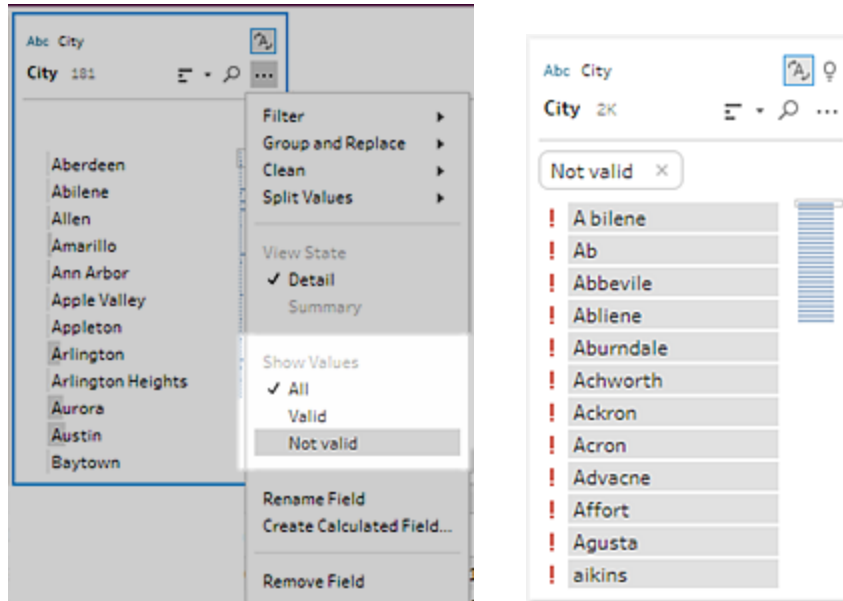 Abc City
City 181
Aberdeen
Abilene
Allen
Amarillo
Ann Arbor
Apple Valley
Appleton
Arlington
Arlington Heights
Aurora
Austin
Baytown
Filter
Group and Replace
Clean
Split Values
View State
✓ Detail
Summary
Show Values
✓ All
Valid
Not valid
Rename Field
Create Calculated Field...
Remove Field
Abc City
City 2K
Not valid ×
! A bilene
! Ab
! Abbevile
! Abliene
! Aburndale
! Achworth
! Ackron
! Acron
! Advacne
! Affort
! Agusta
! aikins